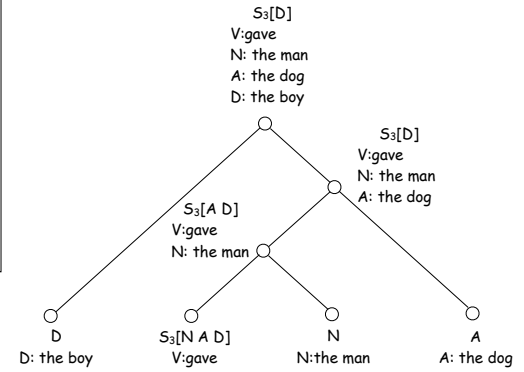 S₃[D]
V:gave
N: the man
A: the dog
D: the boy
S₃[D]
V:gave
N: the man
A: the dog
S₃[A D]
V:gave
N: the man
D
D: the boy
S₃[N A D]
V:gave
N
N:the man
A
A: the dog